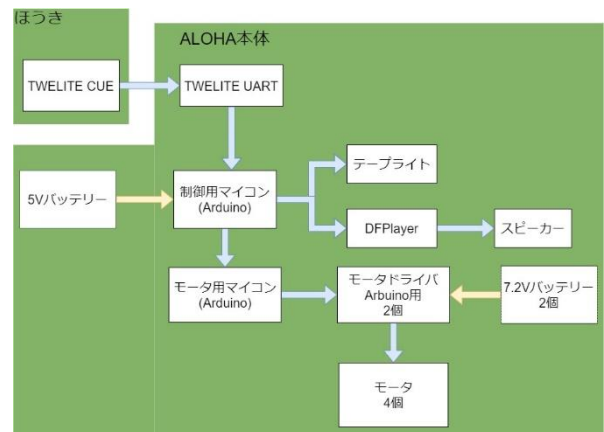 ほうき
ALOHA本体
TWELITE CUE
TWELITE UART
テープライト
5Vバッテリー
制御用マイコン
(Arduino)
DFPlayer
スピーカー
モータ用マイコン
(Arduino)
モータドライバ
Arbuino用
2個
7.2Vバッテリー
2個
モータ
4個